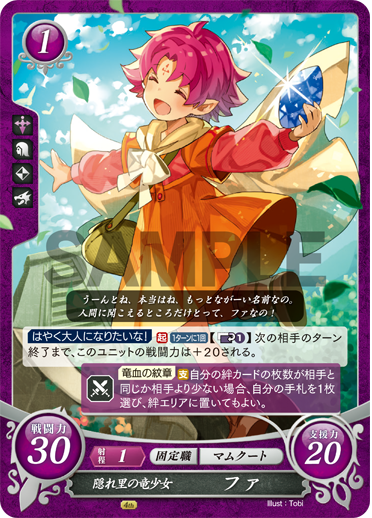 1
SAMPLE
うーんとね、本当はね、もっとながーい名前なの。
人間に聞こえるところだけとって、ファなの！
はやく大人になりたいな！ 起 1ターンに1回【1】次の相手のターン
終了まで、このユニットの戦闘力は＋20される。
竜血の紋章 支 自分の絆カードの枚数が相手と
同じか相手より少ない場合、自分の手札を1枚
選び、絆エリアに置いてもよい。
戦闘力
30
射程 1 固定職 マムクート
支援力
20
隠れ里の竜少女 ファ
4th
Illust：Tobi